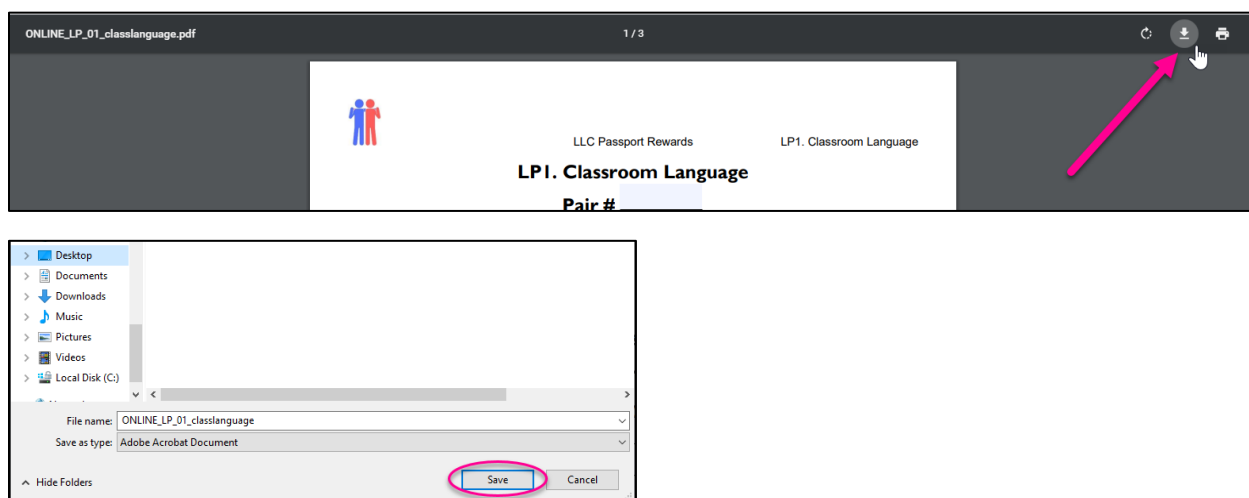 ONLINE_LP_01_classlanguage.pdf 1 / 3
LLC Passport Rewards LP1. Classroom Language
LP1. Classroom Language
Pair #
Desktop
Documents
Downloads
Music
Pictures
Videos
Local Disk (C:)
File name: ONLINE_LP_01_classlanguage
Save as type: Adobe Acrobat Document
Hide Folders Save Cancel